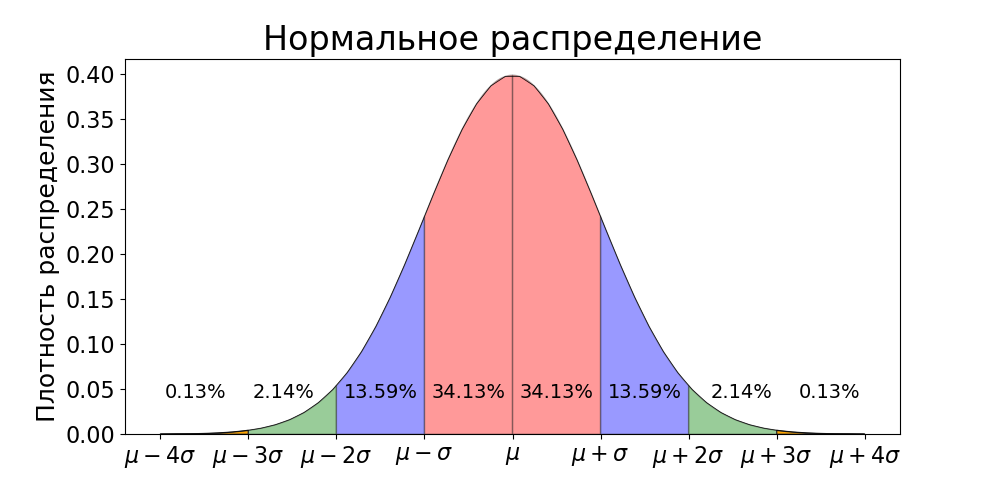 Нормальное распределение
Плотность распределения
0.40
0.35
0.30
0.25
0.20
0.15
0.10
0.05
0.00
0.13% 2.14% 13.59% 34.13% 34.13% 13.59% 2.14% 0.13%
μ − 4σ μ − 3σ μ − 2σ μ − σ μ μ + σ μ + 2σ μ + 3σ μ + 4σ